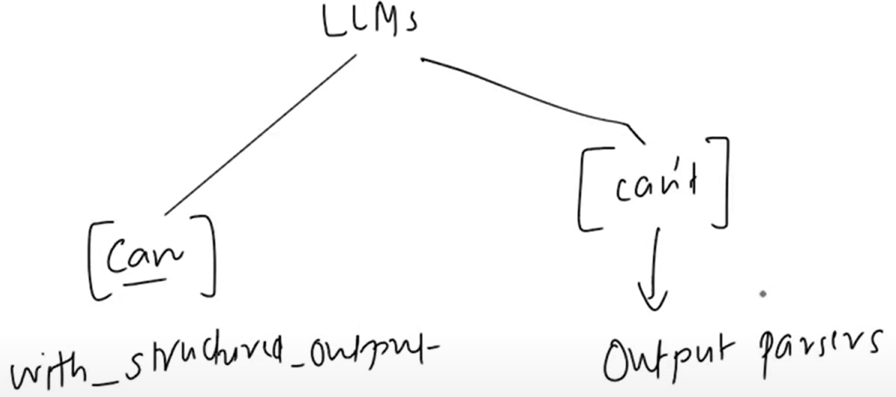 LLMs
[can't]
[Can]
with_structured_output
Output parsers